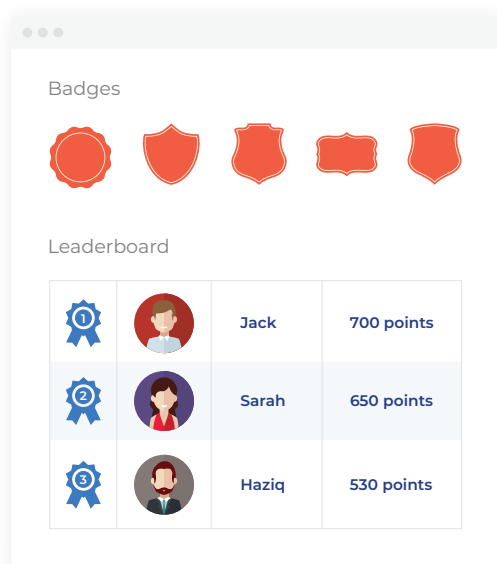 Badges
Leaderboard
1 Jack 700 points
2 Sarah 650 points
3 Haziq 530 points